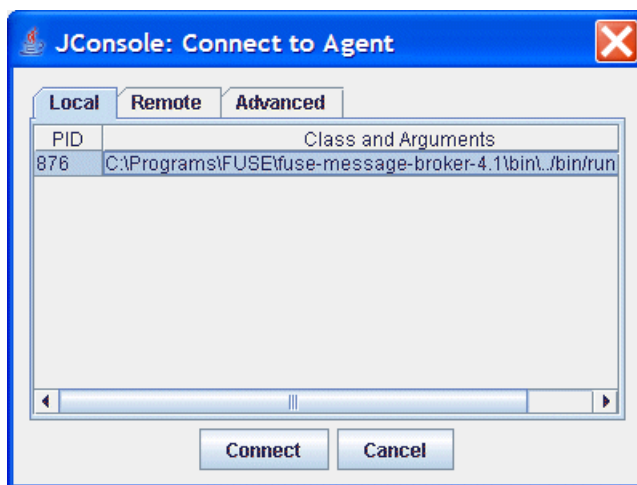 JConsole: Connect to Agent
Local Remote Advanced
PID Class and Arguments
876 C:\Programs\FUSE\fuse-message-broker-4.1\bin\../bin/run
Connect Cancel